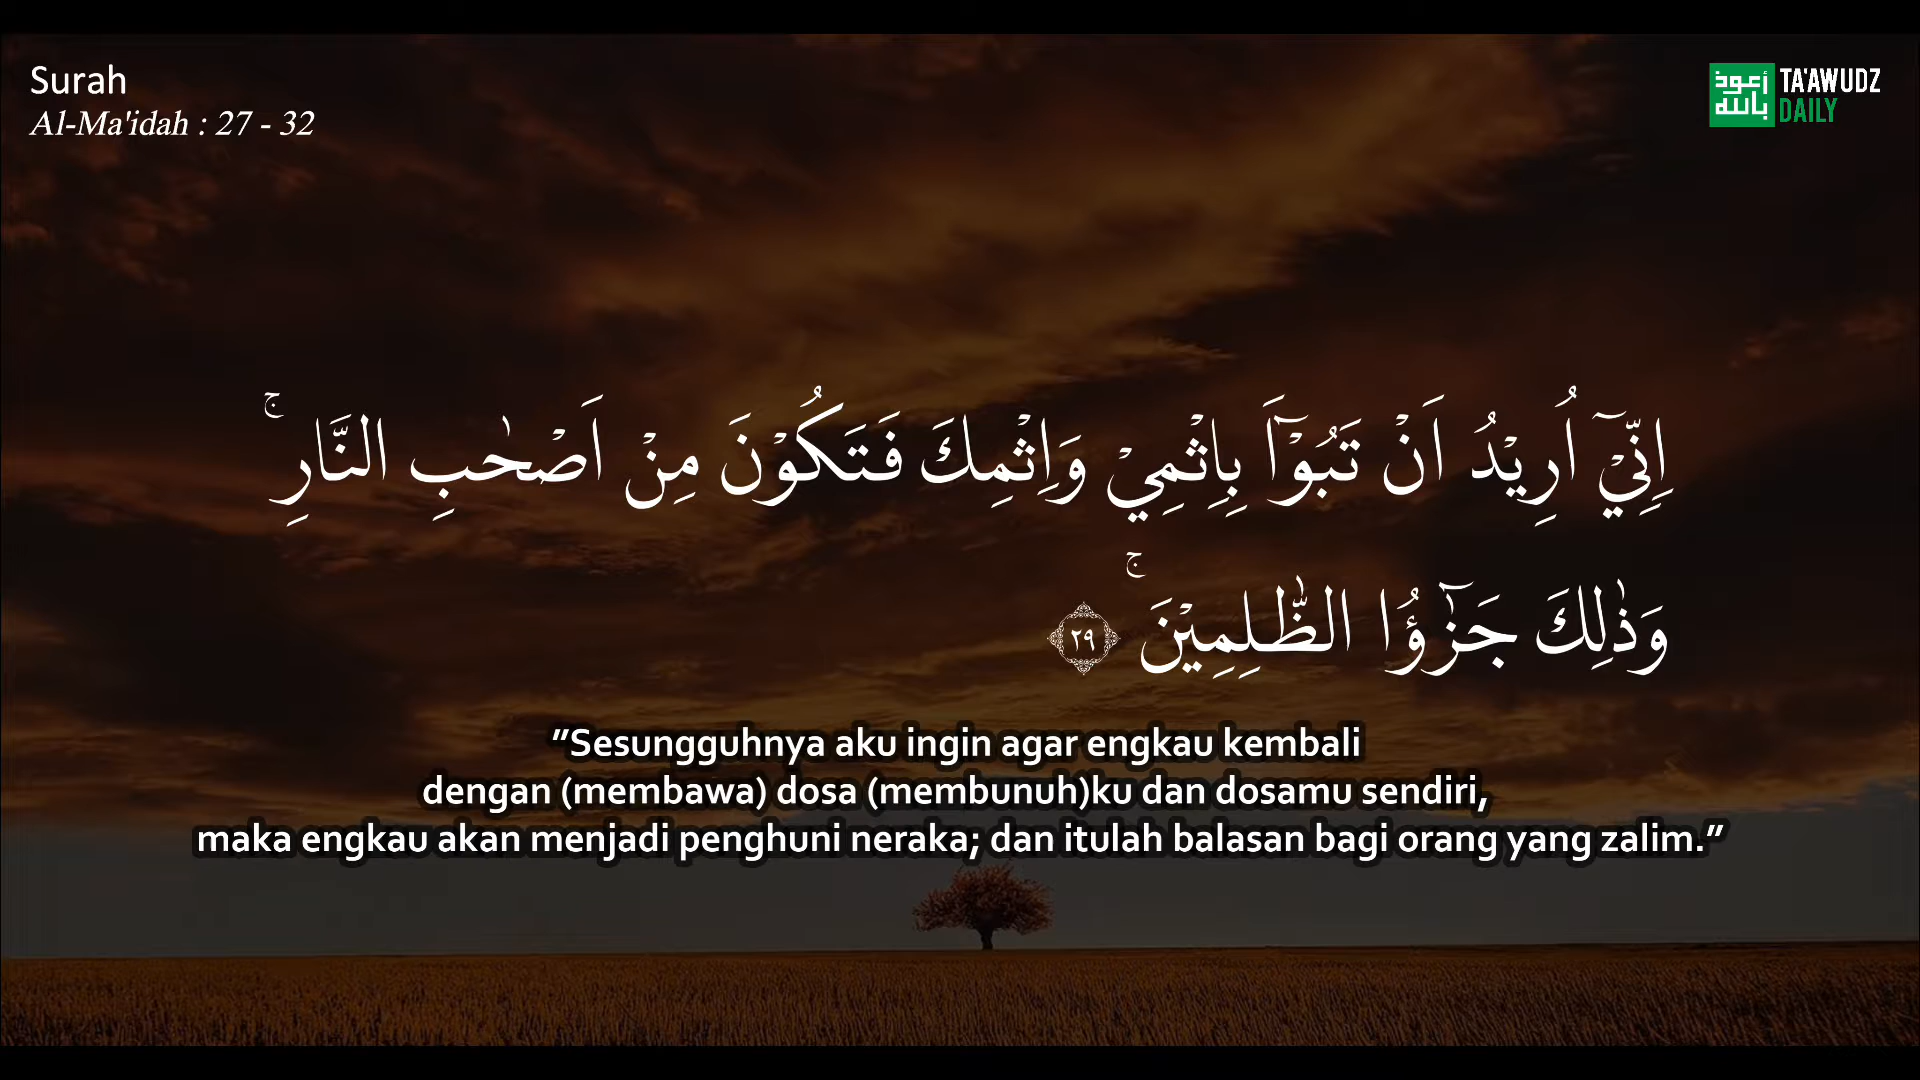 Surah
Al-Ma'idah : 27 - 32
أعوذ
بالله
TA'AWUDZ
DAILY
اِنِّيْٓ اُرِيْدُ اَنْ تَبُوْۤاَ بِاِثْمِيْ وَاِثْمِكَ فَتَكُوْنَ مِنْ اَصْحٰبِ النَّارِۚ
وَذٰلِكَ جَزٰۤؤُا الظّٰلِمِيْنَۚ ٢٩
"Sesungguhnya aku ingin agar engkau kembali
dengan (membawa) dosa (membunuh)ku dan dosamu sendiri,
maka engkau akan menjadi penghuni neraka; dan itulah balasan bagi orang yang zalim."